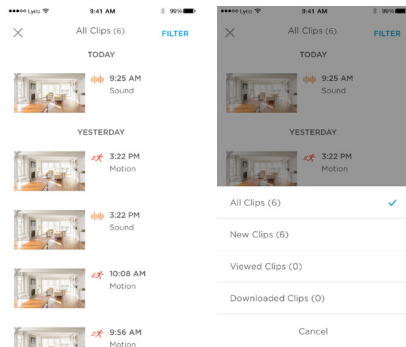 Lyric 9:41 AM 99%
All Clips (6) FILTER
TODAY
9:25 AM
Sound
YESTERDAY
3:22 PM
Motion
3:22 PM
Sound
10:08 AM
Motion
9:56 AM
Motion
Lyric 9:41 AM 99%
All Clips (6) FILTER
TODAY
9:25 AM
Sound
YESTERDAY
3:22 PM
Motion
All Clips (6)
New Clips (6)
Viewed Clips (0)
Downloaded Clips (0)
Cancel